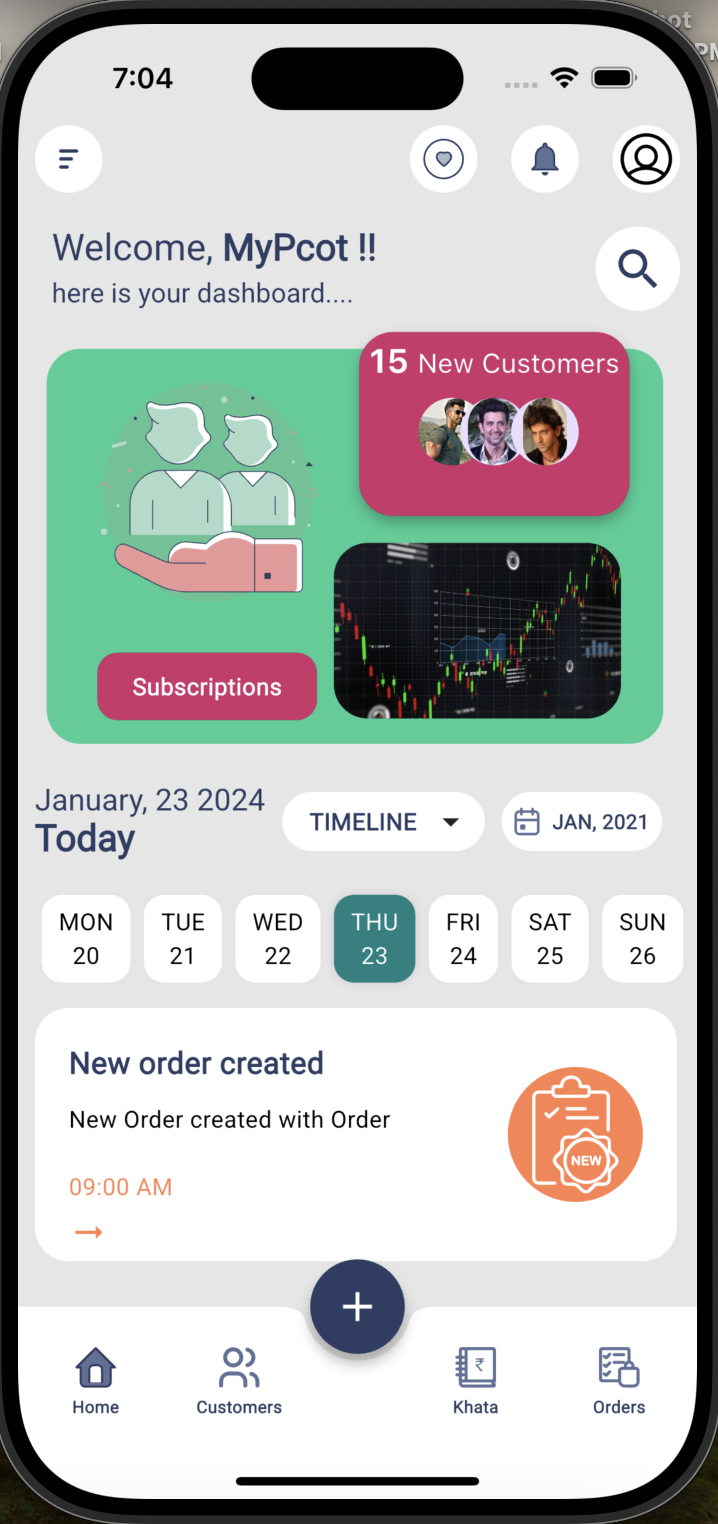 7:04
Welcome, MyPcot !!
here is your dashboard....
15 New Customers
Subscriptions
January, 23 2024
Today
TIMELINE
JAN, 2021
MON TUE WED THU FRI SAT SUN
20 21 22 23 24 25 26
New order created
New Order created with Order
NEW
09:00 AM
₹
Home Customers Khata Orders